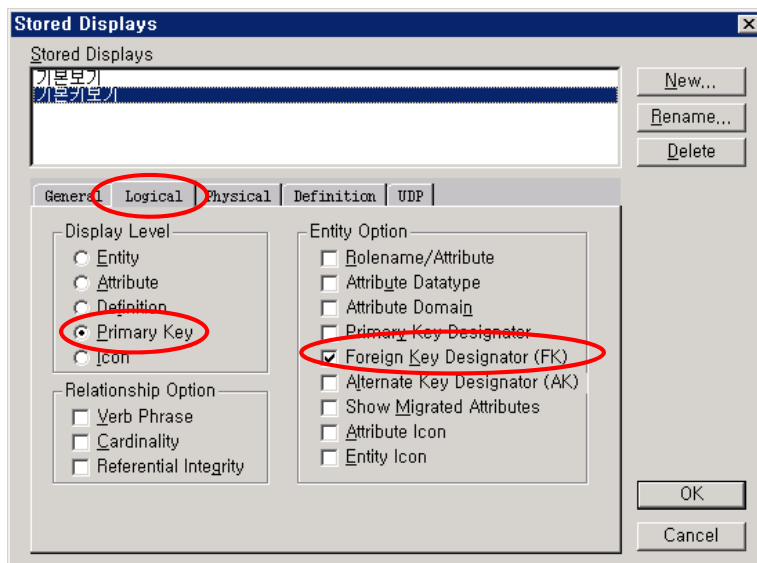 Stored Displays
Stored Displays
기본보기
기본키보기
New...
Rename...
Delete
General Logical Physical Definition UDP
Display Level
Entity
Attribute
Definition
Primary Key
Icon
Relationship Option
Verb Phrase
Cardinality
Referential Integrity
Entity Option
Rolename/Attribute
Attribute Datatype
Attribute Domain
Primary Key Designator
Foreign Key Designator (FK)
Alternate Key Designator (AK)
Show Migrated Attributes
Attribute Icon
Entity Icon
OK
Cancel